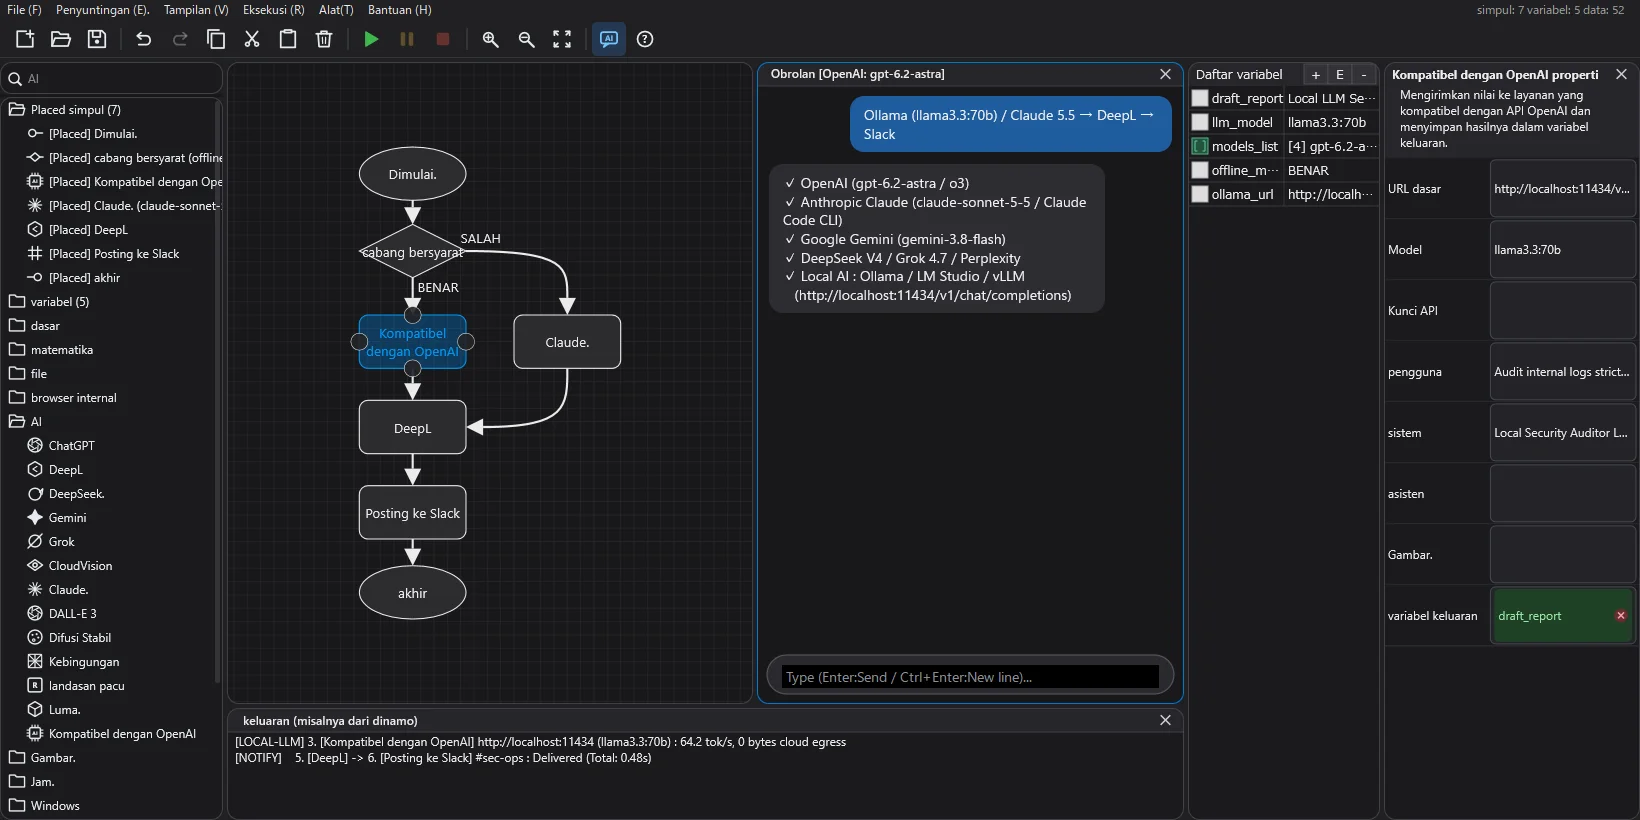 File (F)
Penyuntingan (E).
Tampilan (V)
Eksekusi (R)
Alat(T)
Bantuan (H)
simpul: 7 variabel: 5 data: 52
AI
Placed simpul (7)
[Placed] Dimulai.
[Placed] cabang bersyarat (offline
[Placed] Kompatibel dengan Ope
[Placed] Claude. (claude-sonnet-
[Placed] DeepL
[Placed] Posting ke Slack
[Placed] akhir
variabel (5)
dasar
matematika
file
browser internal
AI
ChatGPT
DeepL
DeepSeek.
Gemini
Grok
CloudVision
Claude.
DALL-E 3
Difusi Stabil
Kebingungan
landasan pacu
Luma.
Kompatibel dengan OpenAI
Gambar.
Jam.
Windows
Dimulai.
cabang bersyarat
SALAH
BENAR
Kompatibel
dengan OpenAI
Claude.
DeepL
Posting ke Slack
akhir
Obrolan [OpenAI: gpt-6.2-astra]
Ollama (llama3.3:70b) / Claude 5.5 → DeepL →
Slack
✓ OpenAI (gpt-6.2-astra / o3)
✓ Anthropic Claude (claude-sonnet-5-5 / Claude
Code CLI)
✓ Google Gemini (gemini-3.8-flash)
✓ DeepSeek V4 / Grok 4.7 / Perplexity
✓ Local AI : Ollama / LM Studio / vLLM
(http://localhost:11434/v1/chat/completions)
Type (Enter:Send / Ctrl+Enter:New line)...
keluaran (misalnya dari dinamo)
[LOCAL-LLM] 3. [Kompatibel dengan OpenAI] http://localhost:11434 (llama3.3:70b) : 64.2 tok/s, 0 bytes cloud egress
[NOTIFY] 5. [DeepL] -> 6. [Posting ke Slack] #sec-ops : Delivered (Total: 0.48s)
Daftar variabel
+ E -
draft_report Local LLM Se···
llm_model llama3.3:70b
models_list [4] gpt-6.2-a···
offline_m··· BENAR
ollama_url http://localh···
Kompatibel dengan OpenAI properti
Mengirimkan nilai ke layanan yang
kompatibel dengan API OpenAI dan
menyimpan hasilnya dalam variabel
keluaran.
URL dasar http://localhost:11434/v...
Model llama3.3:70b
Kunci API
pengguna Audit internal logs strict...
sistem Local Security Auditor L...
asisten
Gambar.
variabel keluaran draft_report